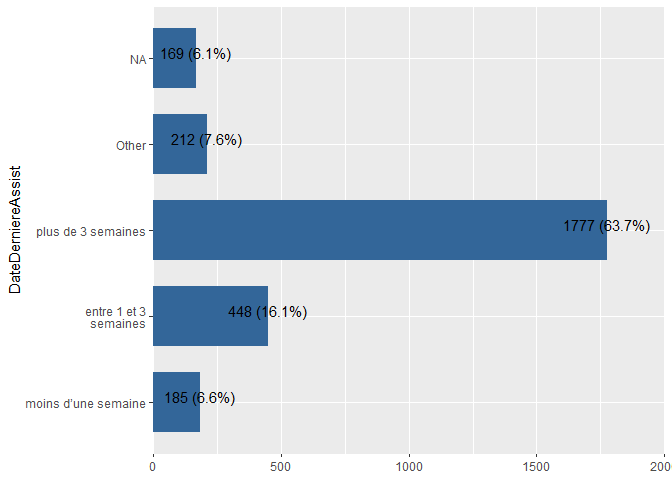 DateDerniereAssist
NA
169 (6.1%)
Other
212 (7.6%)
plus de 3 semaines
1777 (63.7%)
entre 1 et 3
semaines
448 (16.1%)
moins d'une semaine
185 (6.6%)
0
500
1000
1500
200